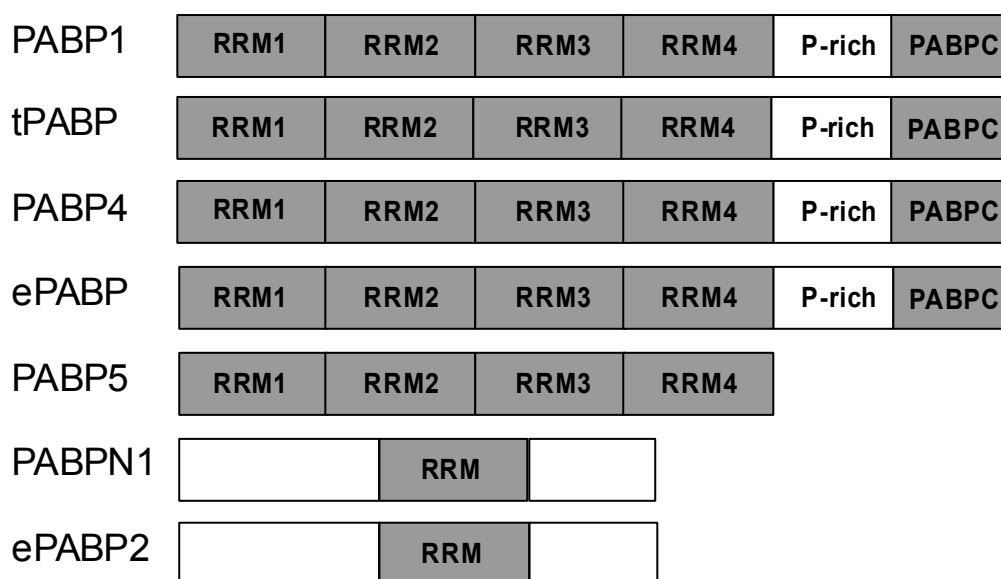 PABP1 RRM1 RRM2 RRM3 RRM4 P-rich PABPC
tPABP RRM1 RRM2 RRM3 RRM4 P-rich PABPC
PABP4 RRM1 RRM2 RRM3 RRM4 P-rich PABPC
ePABP RRM1 RRM2 RRM3 RRM4 P-rich PABPC
PABP5 RRM1 RRM2 RRM3 RRM4
PABPN1 RRM
ePABP2 RRM